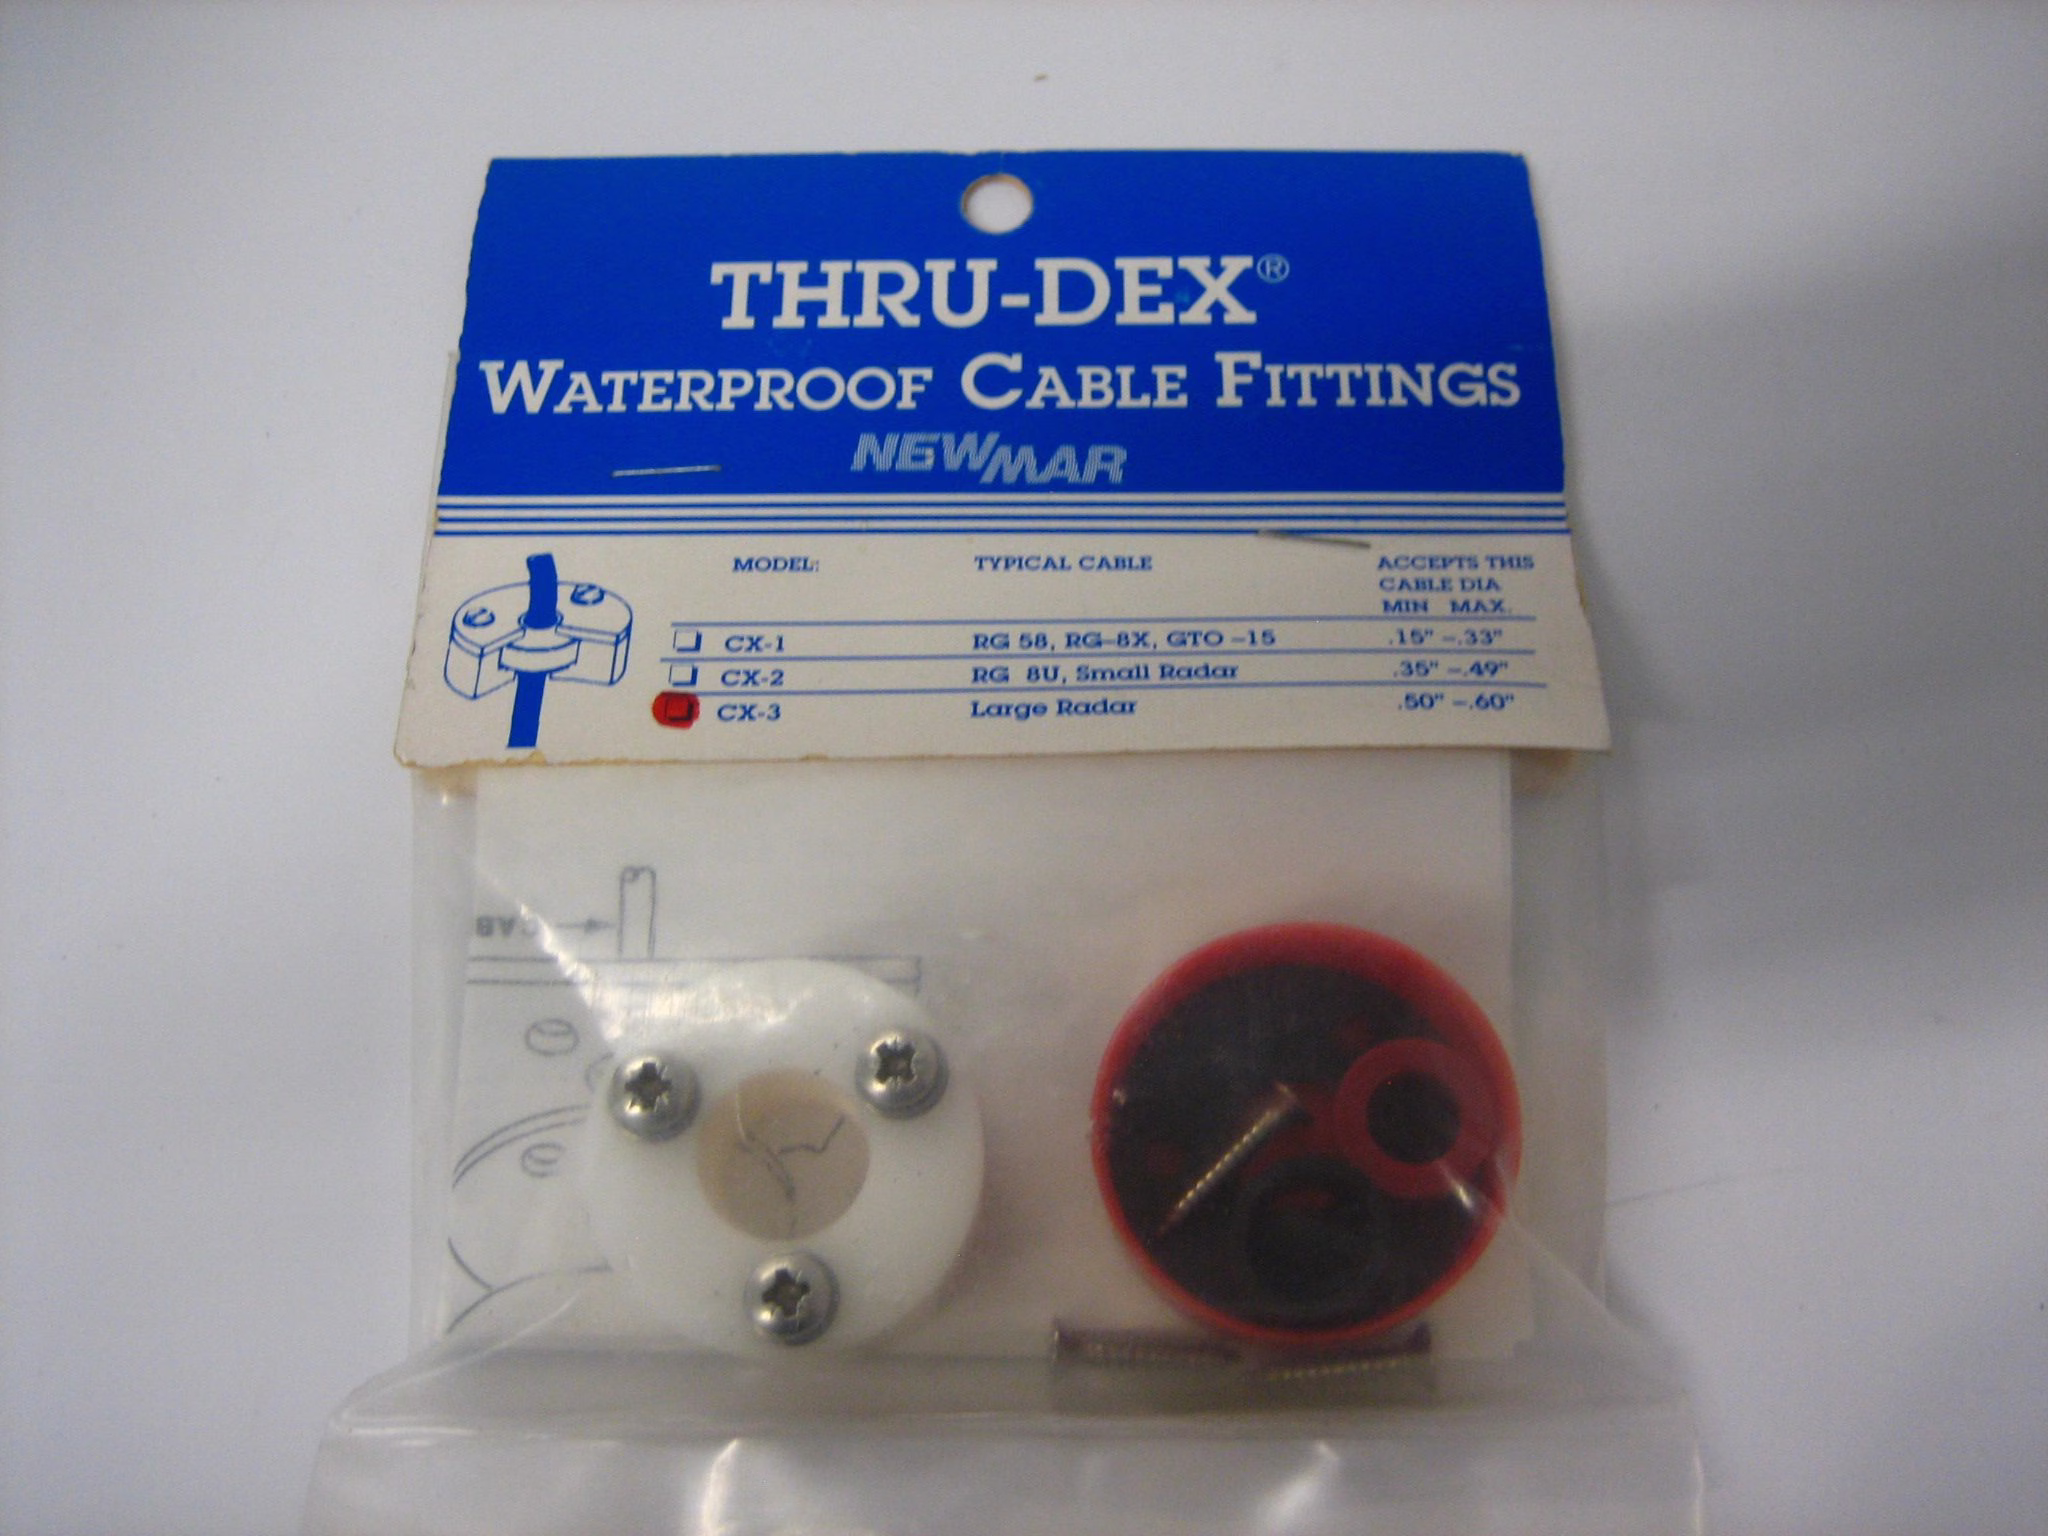 THRU-DEX®
WATERPROOF CABLE FITTINGS
NEWMAR
MODEL: TYPICAL CABLE ACCEPTS THIS
CABLE DIA
MIN MAX.
CX-1 RG 58, RG-8X, GTO -15 .15" -.33"
CX-2 RG 8U, Small Radar .35" -.49"
CX-3 Large Radar .50" -.60"
CAB